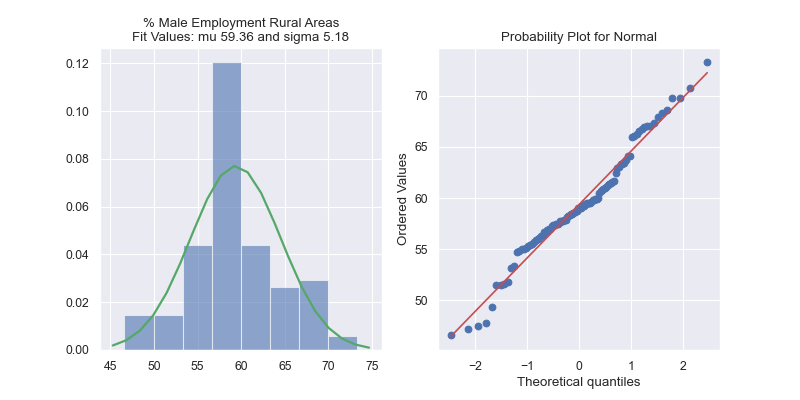 % Male Employment Rural Areas
Fit Values: mu 59.36 and sigma 5.18
0.12
0.10
0.08
0.06
0.04
0.02
0.00
45 50 55 60 65 70 75
Probability Plot for Normal
Ordered Values
70
65
60
55
50
−2 −1 0 1 2
Theoretical quantiles